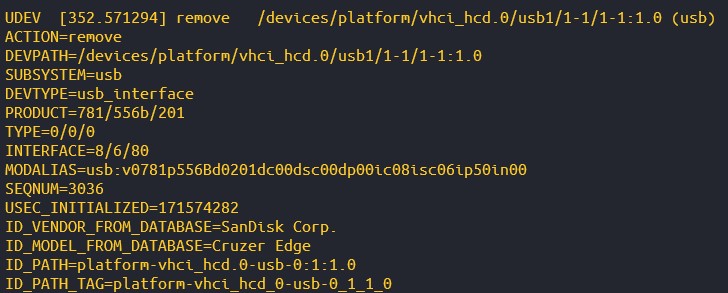 UDEV  [352.571294] remove   /devices/platform/vhci_hcd.0/usb1/1-1/1-1:1.0 (usb)
ACTION=remove
DEVPATH=/devices/platform/vhci_hcd.0/usb1/1-1/1-1:1.0
SUBSYSTEM=usb
DEVTYPE=usb_interface
PRODUCT=781/556b/201
TYPE=0/0/0
INTERFACE=8/6/80
MODALIAS=usb:v0781p556Bd0201dc00dsc00dp00ic08isc06ip50in00
SEQNUM=3036
USEC_INITIALIZED=171574282
ID_VENDOR_FROM_DATABASE=SanDisk Corp.
ID_MODEL_FROM_DATABASE=Cruzer Edge
ID_PATH=platform-vhci_hcd.0-usb-0:1:1.0
ID_PATH_TAG=platform-vhci_hcd_0-usb-0_1_1_0